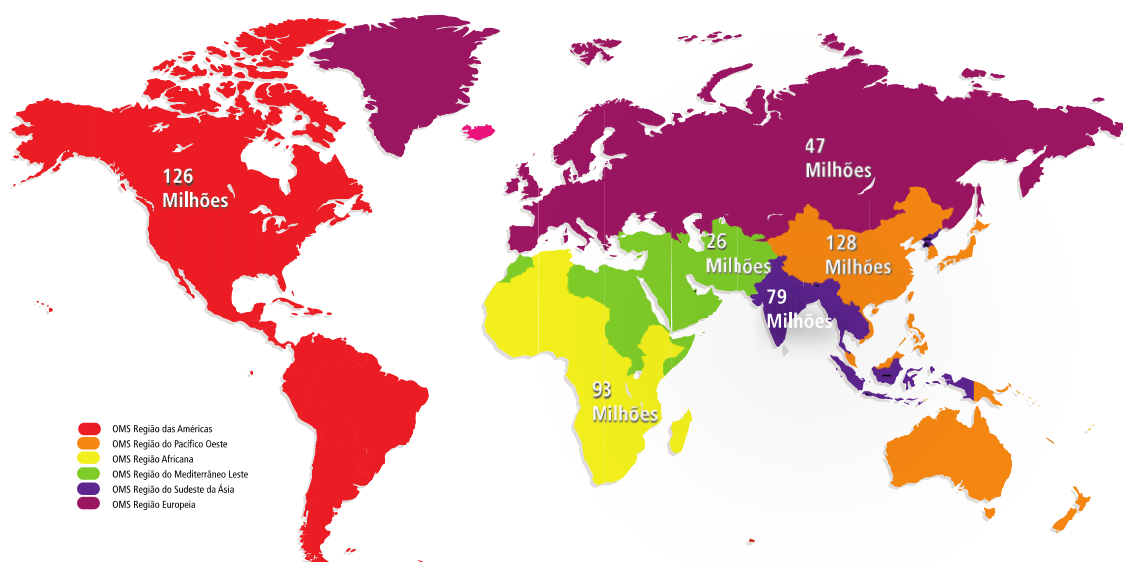 126
Milhões
47
Milhões
26
Milhões
128
Milhões
79
Milhões
93
Milhões
OMS Região das Américas
OMS Região do Pacífico Oeste
OMS Região Africana
OMS Região do Mediterrâneo Leste
OMS Região do Sudeste da Ásia
OMS Região Europeia